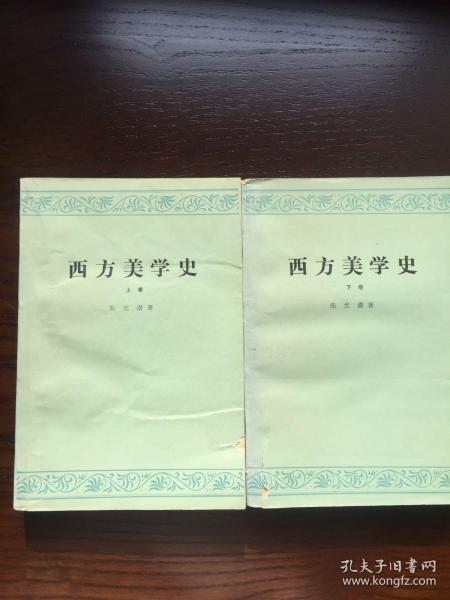 西方美学史
上卷
朱光潜著
西方美学史
下卷
朱光潜著
孔夫子旧书网
www.kongfz.com